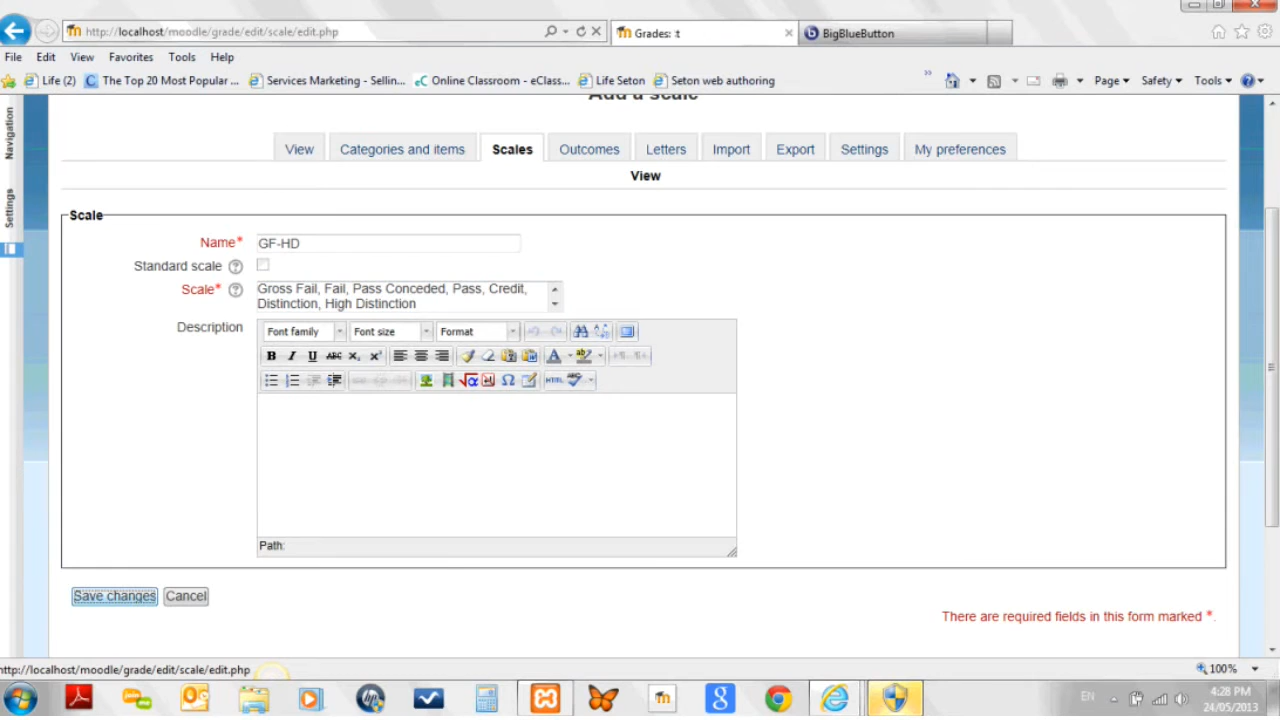 http://localhost/moodle/grade/edit/scale/edit.php
Grades: :t
BigBlueButton
File Edit View Favorites Tools Help
Life (2) The Top 20 Most Popular ... Services Marketing - Sellin... Online Classroom - eClass... Life Seton Seton web authoring
Page Safety Tools
Navigation
Settings
Add a scale
View Categories and items Scales Outcomes Letters Import Export Settings My preferences
View
Scale
Name* GF-HD
Standard scale
Scale* Gross Fail, Fail, Pass Conceded, Pass, Credit,
Distinction, High Distinction
Description
Font family Font size Format
B I U ABC X₂ X²
HTML
Path:
Save changes Cancel
There are required fields in this form marked *.
http://localhost/moodle/grade/edit/scale/edit.php
100%
EN
4:28 PM
24/05/2013